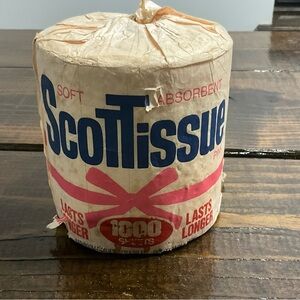 SOFT ABSORBENT
ScotTissue
LASTS LONGER
1000
SHEETS
LASTS LONGER